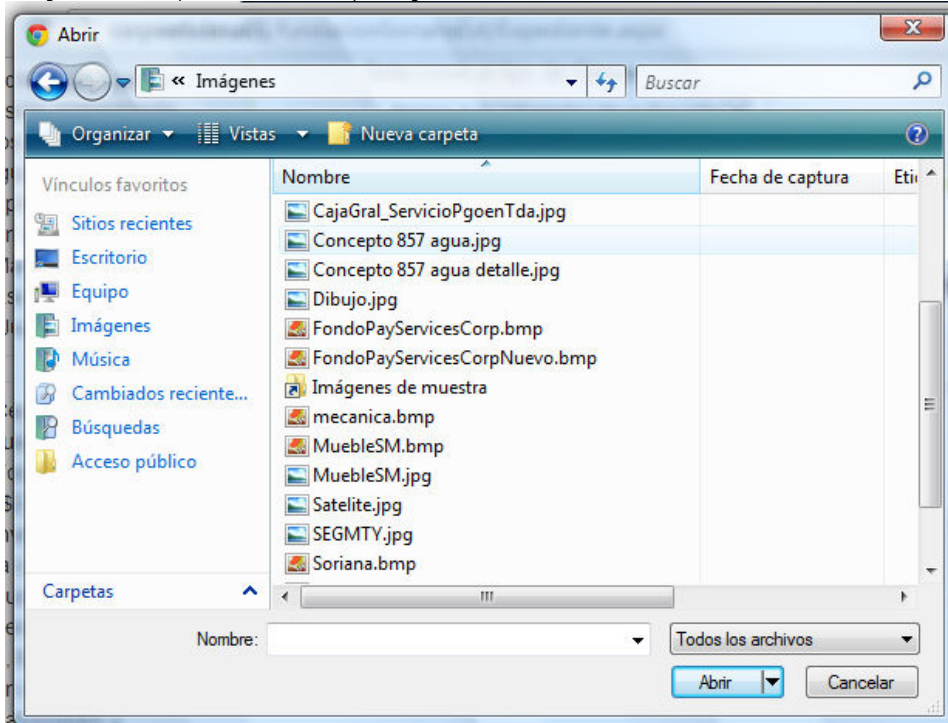 Abrir
« Imágenes
Buscar
Organizar
Vistas
Nueva carpeta
Vínculos favoritos
Sitios recientes
Escritorio
Equipo
Imágenes
Música
Cambiados reciente...
Búsquedas
Acceso público
Carpetas
Nombre
Fecha de captura
Eti
CajaGral_ServicioPgoenTda.jpg
Concepto 857 agua.jpg
Concepto 857 agua detalle.jpg
Dibujo.jpg
FondoPayServicesCorp.bmp
FondoPayServicesCorpNuevo.bmp
Imágenes de muestra
mecanica.bmp
MuebleSM.bmp
MuebleSM.jpg
Satelite.jpg
SEGMTY.jpg
Soriana.bmp
Nombre:
Todos los archivos
Abrir
Cancelar